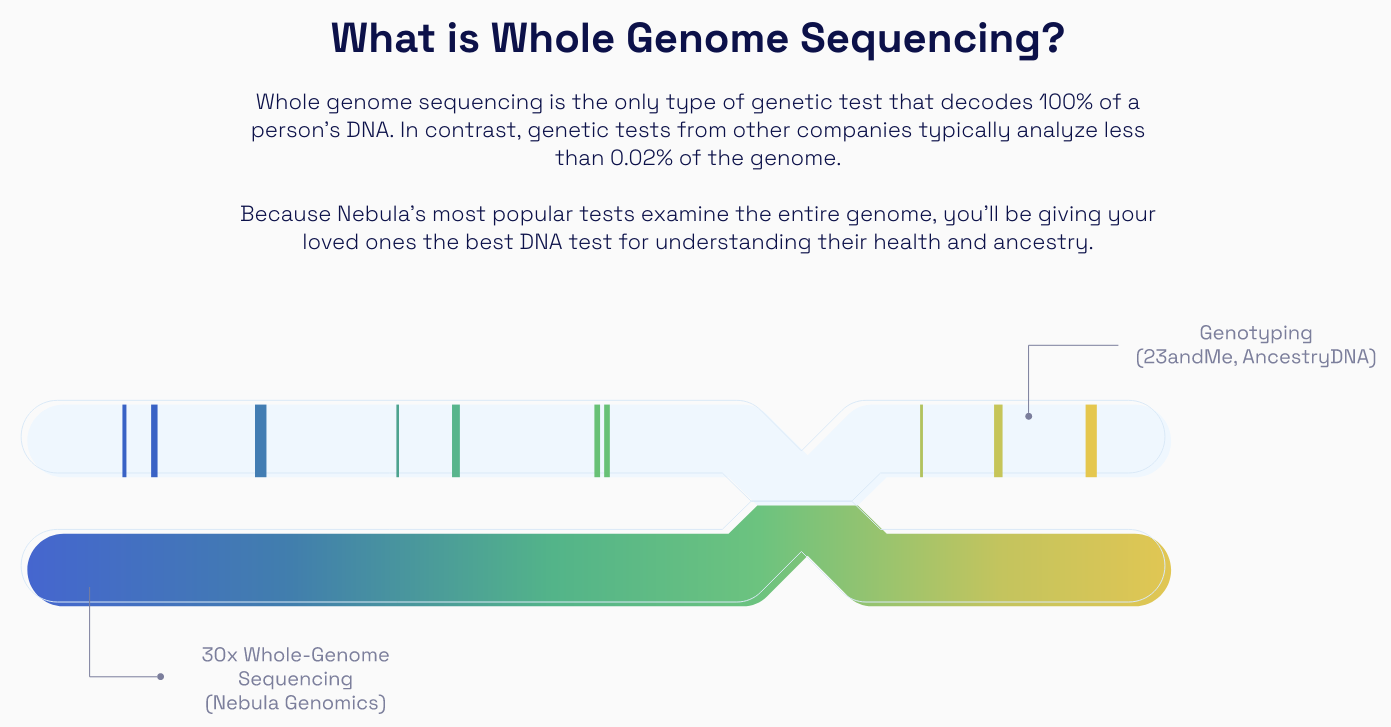 What is Whole Genome Sequencing?
Whole genome sequencing is the only type of genetic test that decodes 100% of a
person's DNA. In contrast, genetic tests from other companies typically analyze less
than 0.02% of the genome.
Because Nebula's most popular tests examine the entire genome, you'll be giving your
loved ones the best DNA test for understanding their health and ancestry.
Genotyping
(23andMe, AncestryDNA)
30x Whole-Genome
Sequencing
(Nebula Genomics)